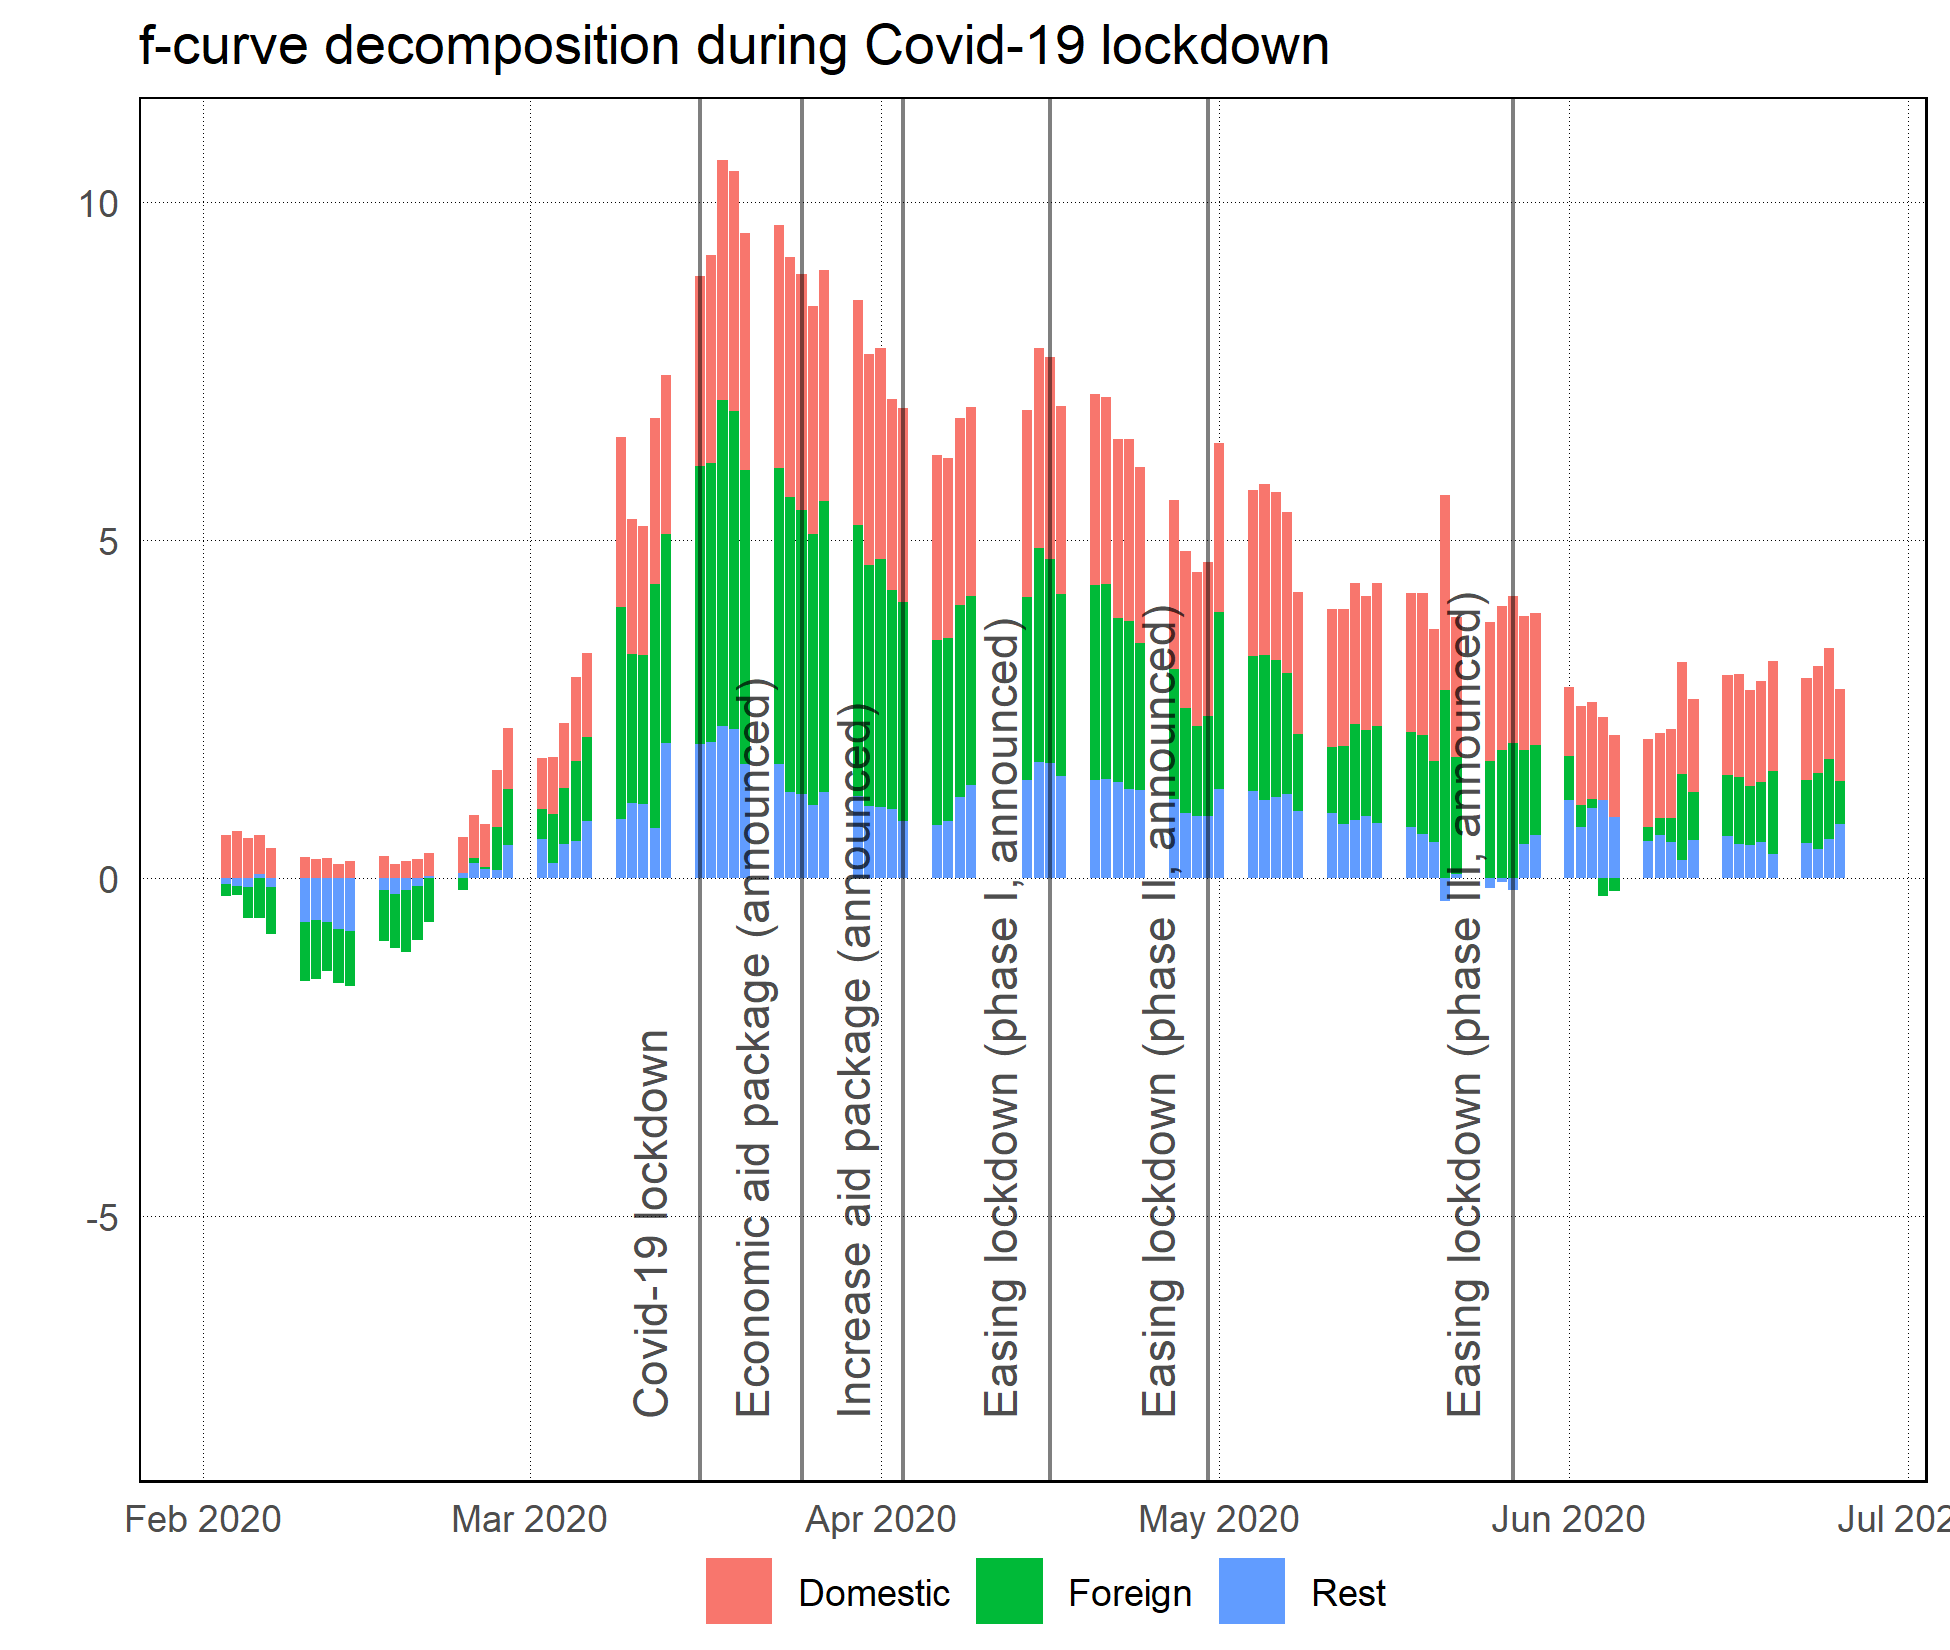 f-curve decomposition during Covid-19 lockdown
10
5
0
-5
Covid-19 lockdown
Economic aid package (announced)
Increase aid package (announced)
Easing lockdown (phase I, announced)
Easing lockdown (phase II, announced)
Easing lockdown (phase III, announced)
Feb 2020
Mar 2020
Apr 2020
May 2020
Jun 2020
Jul 202
Domestic
Foreign
Rest